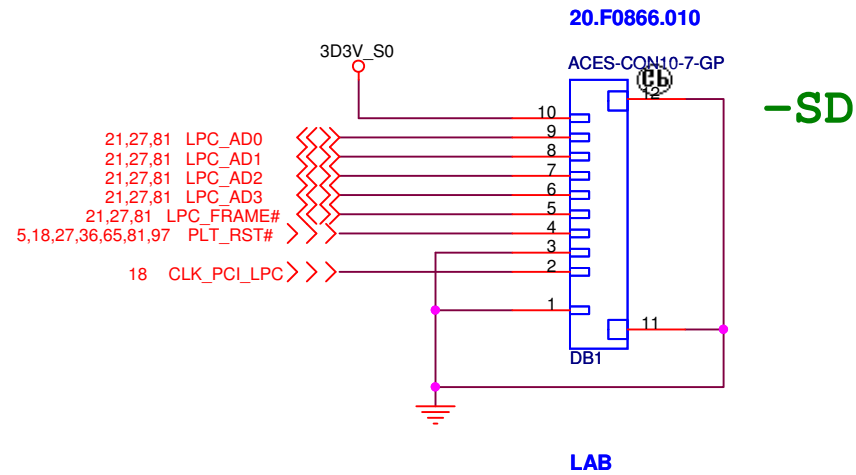 20.F0866.010
3D3V_S0
ACES-CON10-7-GP
12
-SD
10
21,27,81 LPC_AD0 9
21,27,81 LPC_AD1 8
21,27,81 LPC_AD2 7
21,27,81 LPC_AD3 6
21,27,81 LPC_FRAME# 5
5,18,27,36,65,81,97 PLT_RST# 4
3
18 CLK_PCI_LPC 2
1
11
DB1
LAB